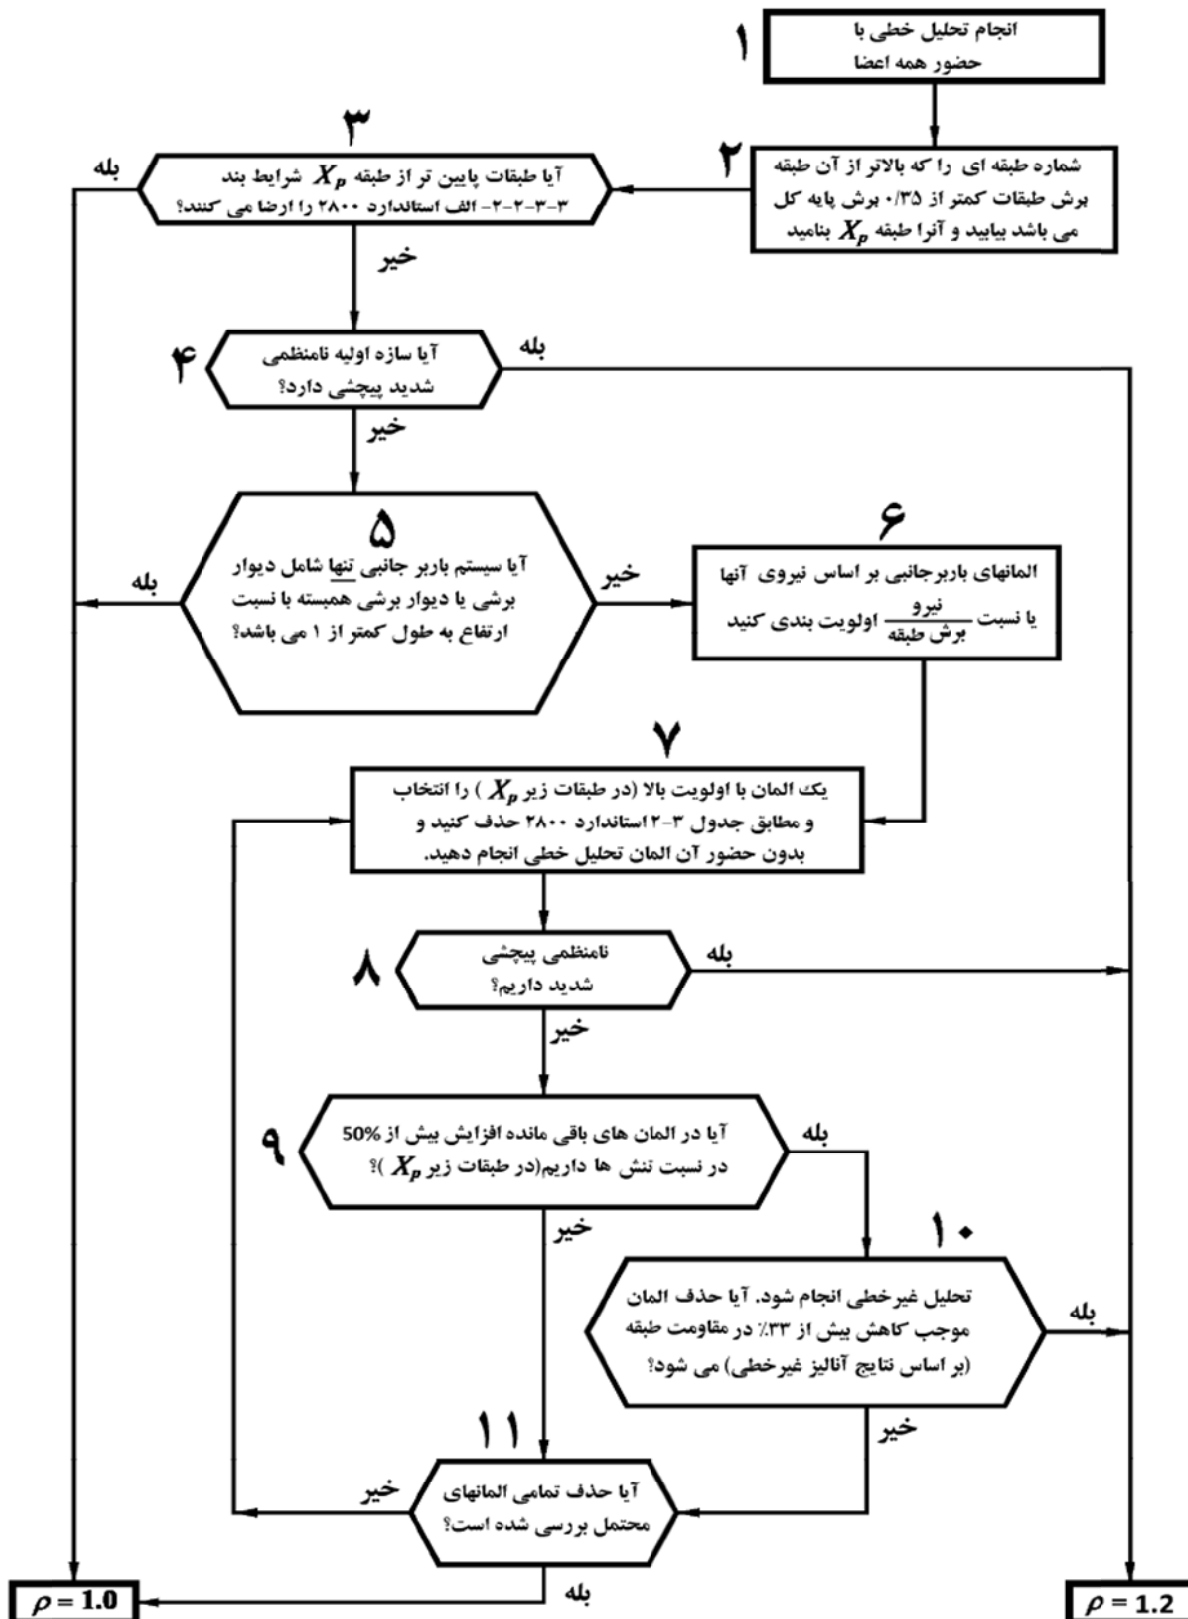 ۱
انجام تحلیل خطی با
حضور همه اعضا
۲
شماره طبقه ای را که بالاتر از آن طبقه
برش طبقات کمتر از ۰/۳۵ برش پایه کل
می باشد بیابید و آنرا طبقه Xp بنامید
۳
آیا طبقات پایین تر از طبقه Xp شرایط بند
۳-۳-۲-۲- الف استاندارد ۲۸۰۰ را ارضا می کنند؟
بله
خیر
۴
آیا سازه اولیه نامنظمی
شدید پیچشی دارد؟
بله
خیر
۵
آیا سیستم باربر جانبی تنها شامل دیوار
برشی یا دیوار برشی همبسته با نسبت
ارتفاع به طول کمتر از ۱ می باشد؟
بله
خیر
۶
المانهای باربرجانبی بر اساس نیروی آنها
نیرو
یا نسبت اولویت بندی کنید
برش طبقه
۷
یک المان با اولویت بالا (در طبقات زیر Xp ) را انتخاب
و مطابق جدول ۳-۲ استاندارد ۲۸۰۰ حذف کنید و
بدون حضور آن المان تحلیل خطی انجام دهید.
۸
نامنظمی پیچشی
شدید داریم؟
بله
خیر
۹
آیا در المان های باقی مانده افزایش بیش از 50%
در نسبت تنش ها داریم(در طبقات زیر Xp )؟
بله
خیر
۱۰
تحلیل غیرخطی انجام شود. آیا حذف المان
موجب کاهش بیش از ۳۳٪ در مقاومت طبقه
(بر اساس نتایج آنالیز غیرخطی) می شود؟
بله
خیر
۱۱
آیا حذف تمامی المانهای
محتمل بررسی شده است؟
خیر
بله
ρ = 1.0
ρ = 1.2